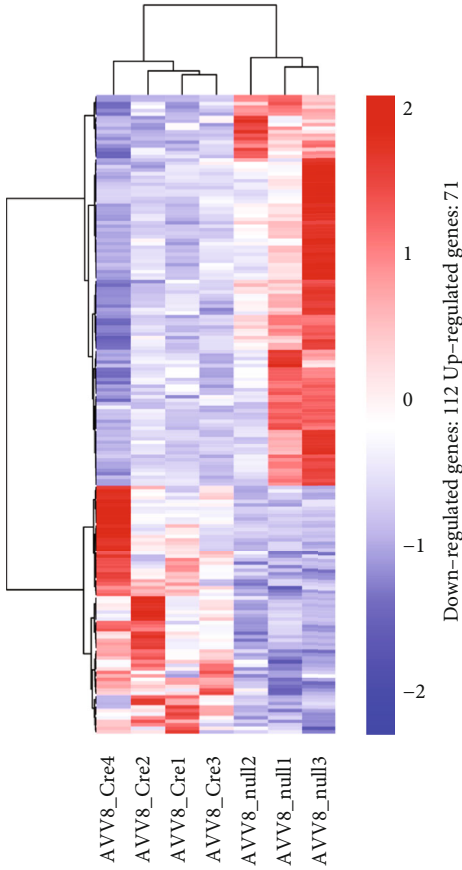 2
1
0
−1
−2
Down−regulated genes: 112 Up−regulated genes: 71
AVV8_Cre4
AVV8_Cre2
AVV8_Cre1
AVV8_Cre3
AVV8_null2
AVV8_null1
AVV8_null3